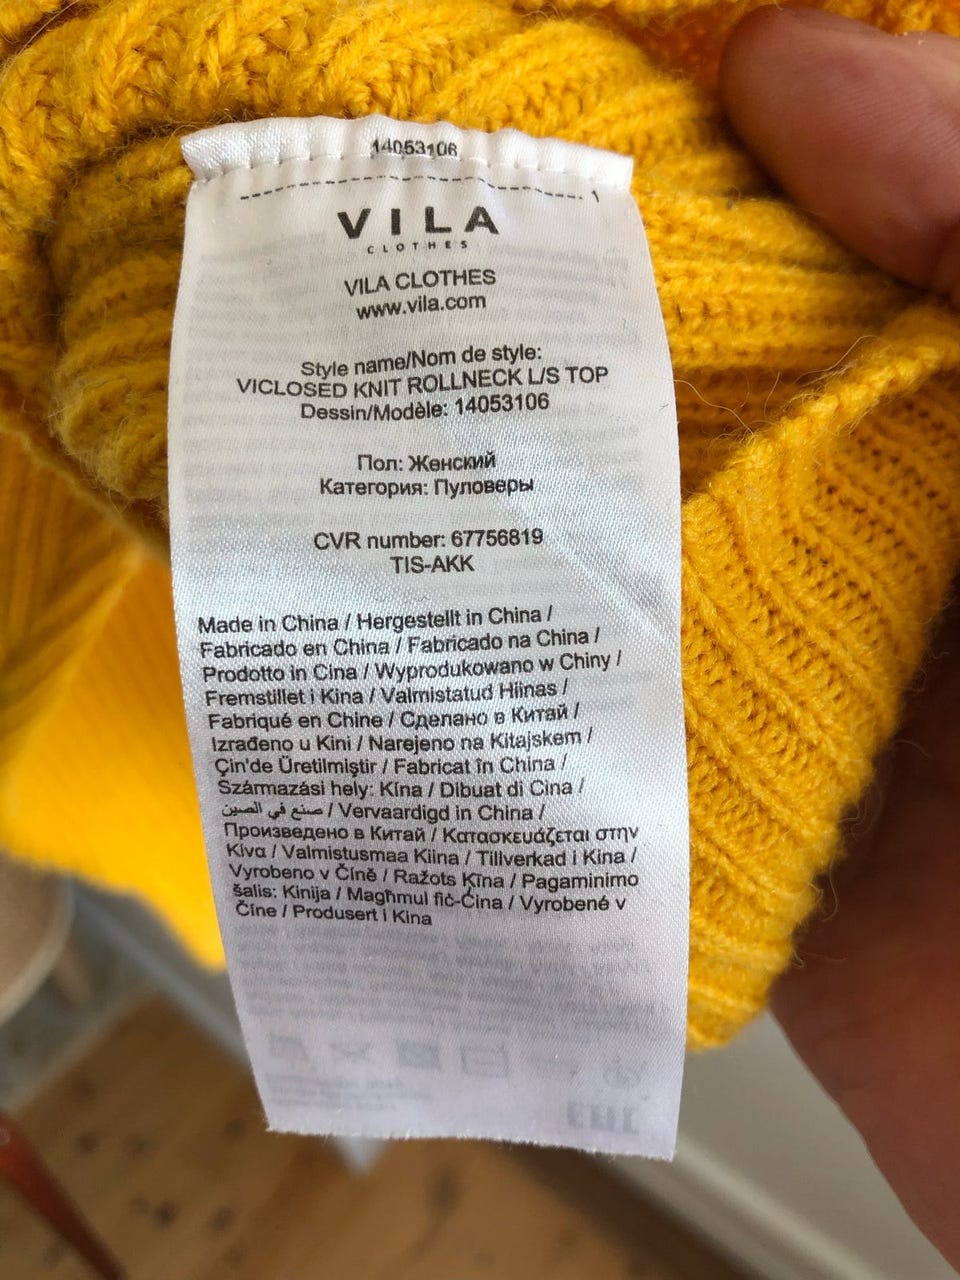 14053106
1
VILA
CLOTHES
VILA CLOTHES
www.vila.com
Style name/Nom de style:
VICLOSED KNIT ROLLNECK L/S TOP
Dessin/Modèle: 14053106
Пол: Женский
Категория: Пуловеры
CVR number: 67756819
TIS-AKK
Made in China / Hergestellt in China /
Fabricado en China / Fabricado na China /
Prodotto in Cina / Wyprodukowano w Chiny /
Fremstillet i Kina / Valmistatud Hiinas /
Fabriqué en Chine / Сделано в Китай /
Izrađeno u Kini / Narejeno na Kitajskem /
Çin'de Üretilmiştir / Fabricat în China /
Származási hely: Kína / Dibuat di Cina /
صنع في الصين / Vervaardigd in China /
Произведено в Китай / Κατασκευάζεται στην
Κίνα / Valmistusmaa Kiina / Tillverkad i Kina /
Vyrobeno v Číně / Ražots Ķīna / Pagaminimo
šalis: Kinija / Magħmul fiċ-Ċina / Vyrobené v
Číne / Produsert i Kina
EAC